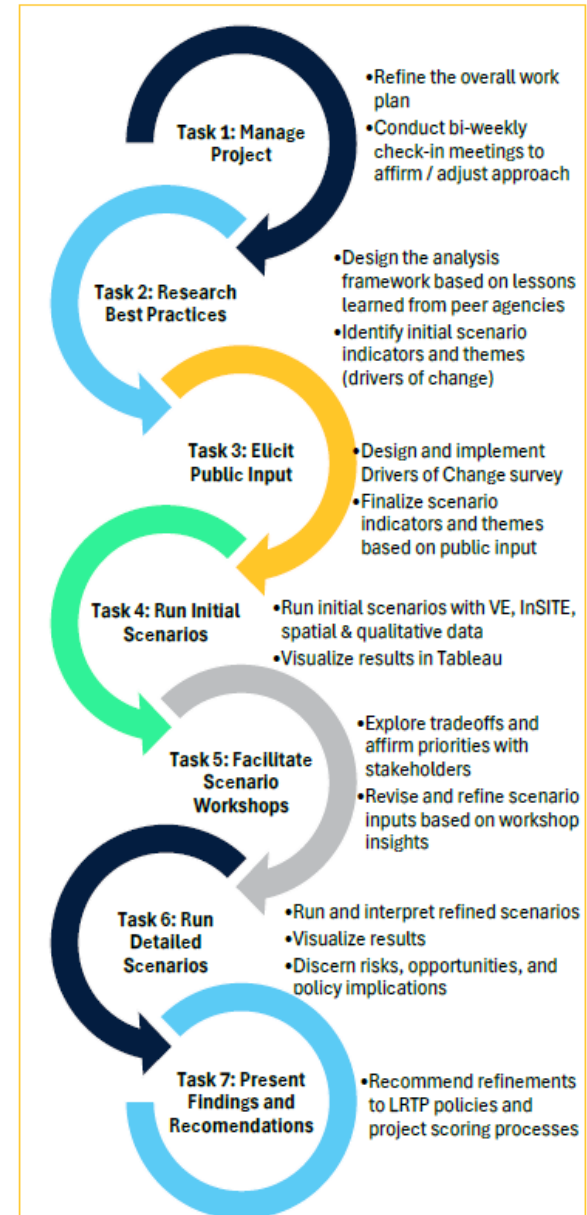 Task 1: Manage
Project
•Refine the overall work
plan
•Conduct bi-weekly
check-in meetings to
affirm / adjust approach
Task 2: Research
Best Practices
•Design the analysis
framework based on lessons
learned from peer agencies
•Identify initial scenario
indicators and themes
(drivers of change)
Task 3: Elicit
Public Input
•Design and implement
Drivers of Change survey
•Finalize scenario
indicators and themes
based on public input
Task 4: Run Initial
Scenarios
•Run initial scenarios with VE, InSITE,
spatial & qualitative data
•Visualize results in Tableau
Task 5: Facilitate
Scenario
Workshops
•Explore tradeoffs and
affirm priorities with
stakeholders
•Revise and refine scenario
inputs based on workshop
insights
Task 6: Run
Detailed
Scenarios
•Run and interpret refined scenarios
•Visualize results
•Discern risks, opportunities, and
policy implications
Task 7: Present
Findings and
Recomendations
•Recommend refinements
to LRTP policies and
project scoring processes